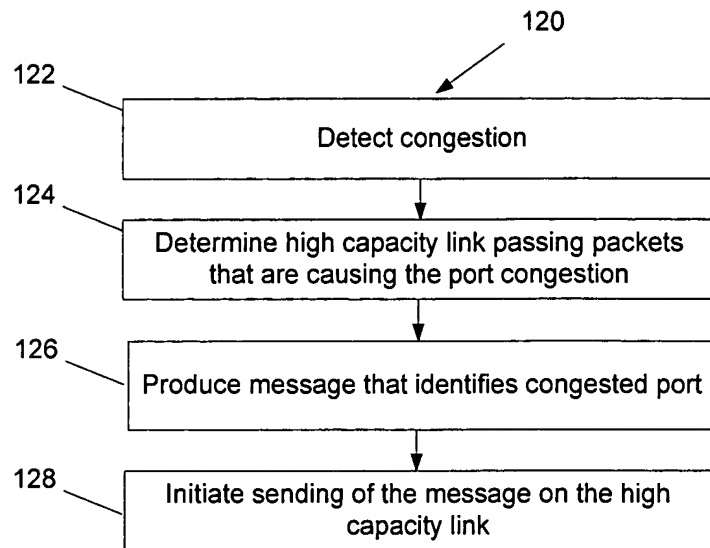 120
122
Detect congestion
124
Determine high capacity link passing packets
that are causing the port congestion
126
Produce message that identifies congested port
128
Initiate sending of the message on the high
capacity link